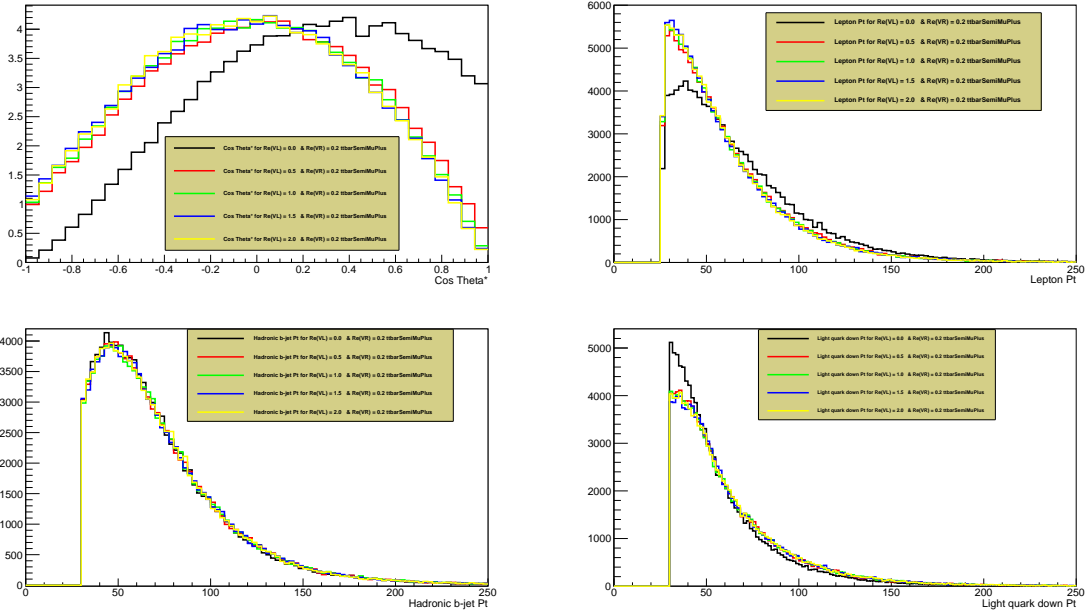 4
3.5
3
2.5
2
1.5
1
0.5
0
-1 -0.8 -0.6 -0.4 -0.2 0 0.2 0.4 0.6 0.8 1
Cos Theta*
Cos Theta* for Re(VL) = 0.0 & Re(VR) = 0.2 ttbarSemiMuPlus
Cos Theta* for Re(VL) = 0.5 & Re(VR) = 0.2 ttbarSemiMuPlus
Cos Theta* for Re(VL) = 1.0 & Re(VR) = 0.2 ttbarSemiMuPlus
Cos Theta* for Re(VL) = 1.5 & Re(VR) = 0.2 ttbarSemiMuPlus
Cos Theta* for Re(VL) = 2.0 & Re(VR) = 0.2 ttbarSemiMuPlus
6000
5000
4000
3000
2000
1000
0
0 50 100 150 200 250
Lepton Pt
Lepton Pt for Re(VL) = 0.0 & Re(VR) = 0.2 ttbarSemiMuPlus
Lepton Pt for Re(VL) = 0.5 & Re(VR) = 0.2 ttbarSemiMuPlus
Lepton Pt for Re(VL) = 1.0 & Re(VR) = 0.2 ttbarSemiMuPlus
Lepton Pt for Re(VL) = 1.5 & Re(VR) = 0.2 ttbarSemiMuPlus
Lepton Pt for Re(VL) = 2.0 & Re(VR) = 0.2 ttbarSemiMuPlus
4000
3500
3000
2500
2000
1500
1000
500
0
0 50 100 150 200 250
Hadronic b-jet Pt
Hadronic b-jet Pt for Re(VL) = 0.0 & Re(VR) = 0.2 ttbarSemiMuPlus
Hadronic b-jet Pt for Re(VL) = 0.5 & Re(VR) = 0.2 ttbarSemiMuPlus
Hadronic b-jet Pt for Re(VL) = 1.0 & Re(VR) = 0.2 ttbarSemiMuPlus
Hadronic b-jet Pt for Re(VL) = 1.5 & Re(VR) = 0.2 ttbarSemiMuPlus
Hadronic b-jet Pt for Re(VL) = 2.0 & Re(VR) = 0.2 ttbarSemiMuPlus
5000
4000
3000
2000
1000
0
0 50 100 150 200 250
Light quark down Pt
Light quark down Pt for Re(VL) = 0.0 & Re(VR) = 0.2 ttbarSemiMuPlus
Light quark down Pt for Re(VL) = 0.5 & Re(VR) = 0.2 ttbarSemiMuPlus
Light quark down Pt for Re(VL) = 1.0 & Re(VR) = 0.2 ttbarSemiMuPlus
Light quark down Pt for Re(VL) = 1.5 & Re(VR) = 0.2 ttbarSemiMuPlus
Light quark down Pt for Re(VL) = 2.0 & Re(VR) = 0.2 ttbarSemiMuPlus